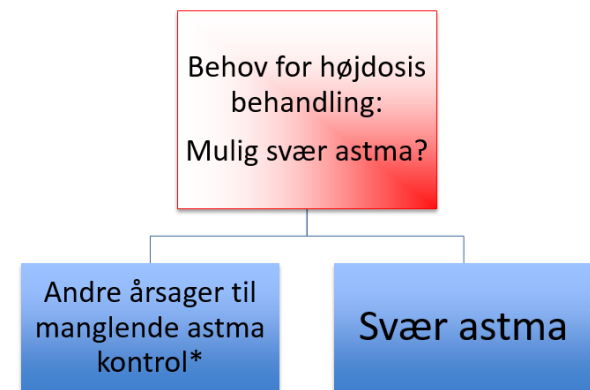 Behov for højdosis
behandling:
Mulig svær astma?
Andre årsager til
manglende astma
kontrol*
Svær astma